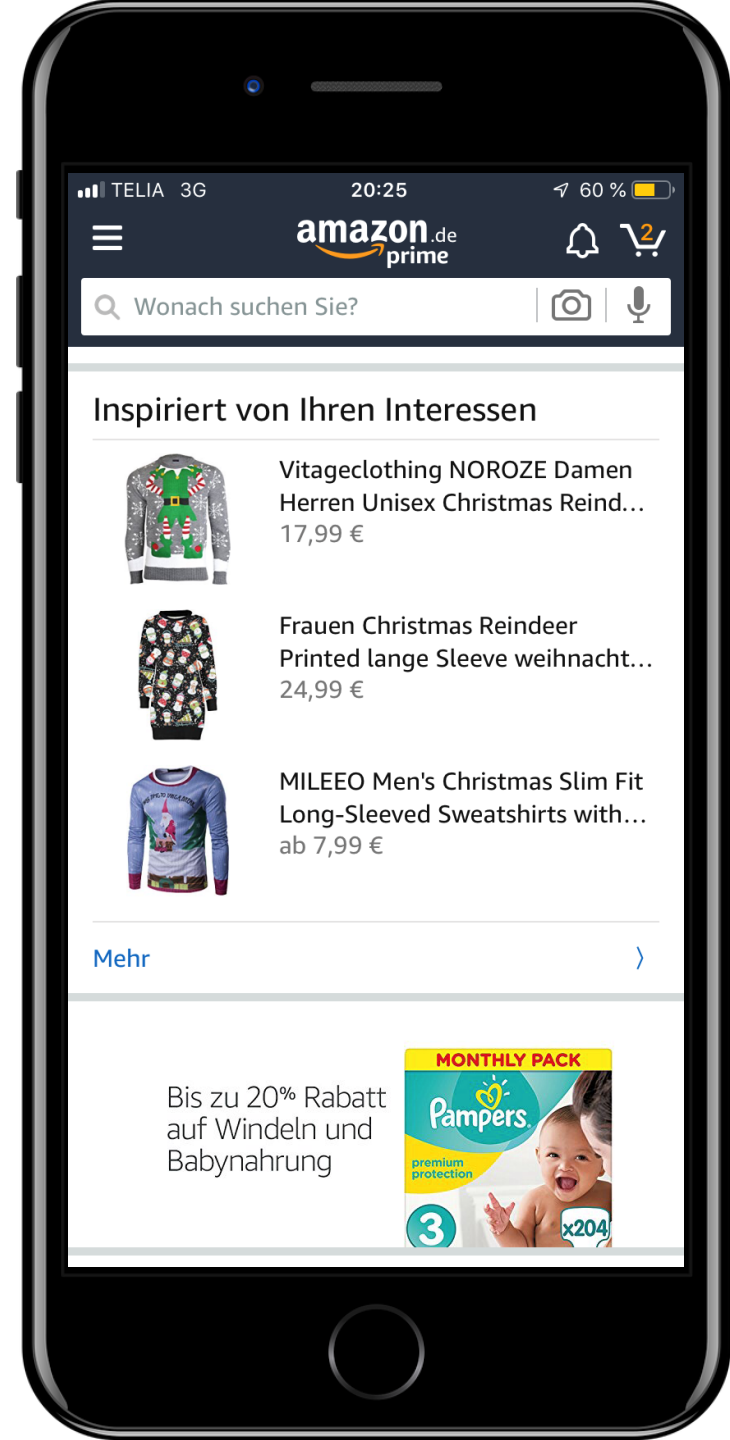 TELIA 3G 20:25 60 %
amazon.de
prime
2
Wonach suchen Sie?
Inspiriert von Ihren Interessen
Vitageclothing NOROZE Damen
Herren Unisex Christmas Reind…
17,99 €
Frauen Christmas Reindeer
Printed lange Sleeve weihnacht…
24,99 €
MILEEO Men's Christmas Slim Fit
Long-Sleeved Sweatshirts with…
ab 7,99 €
Mehr
Bis zu 20% Rabatt
auf Windeln und
Babynahrung
MONTHLY PACK
Pampers
premium
protection
3
x204